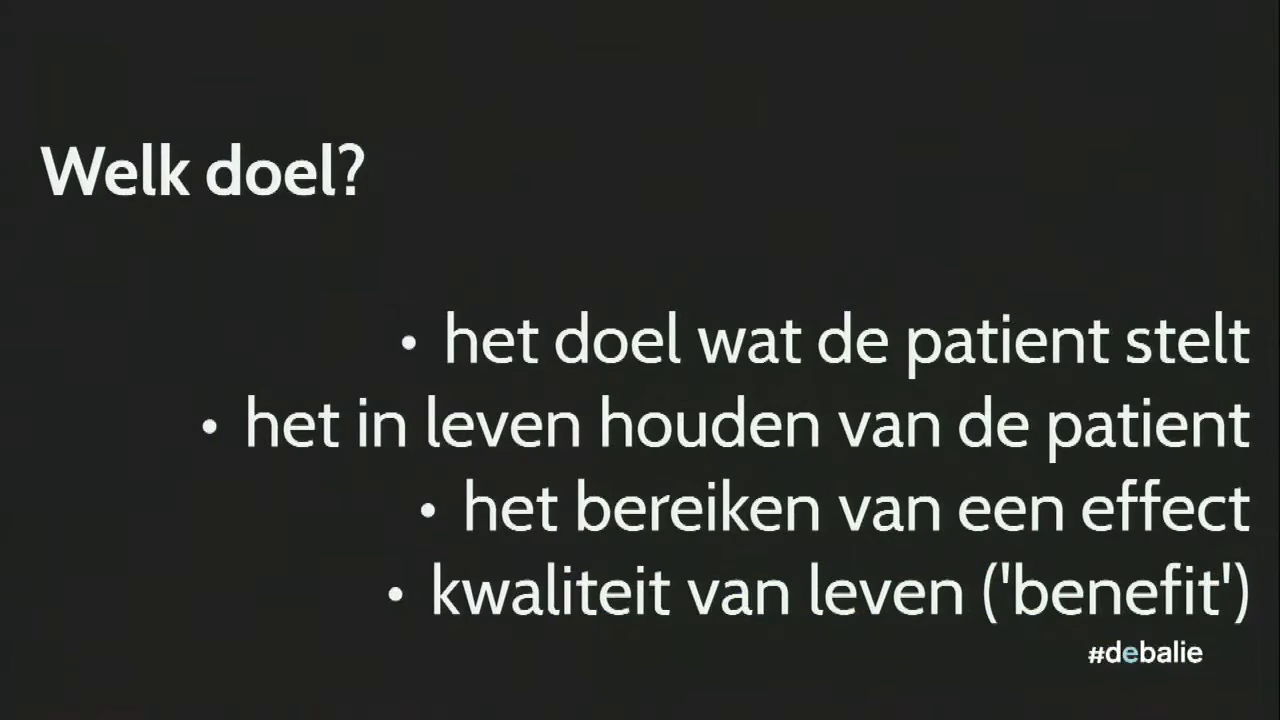 Welk doel?
• het doel wat de patient stelt
• het in leven houden van de patient
• het bereiken van een effect
• kwaliteit van leven ('benefit')
#debalie